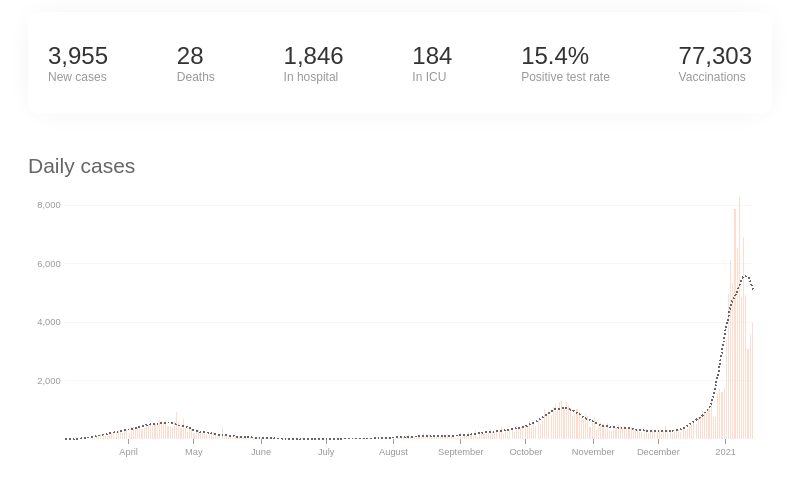 3,955 28 1,846 184 15.4% 77,303
New cases Deaths In hospital In ICU Positive test rate Vaccinations
Daily cases
8,000
6,000
4,000
2,000
April May June July August September October November December 2021